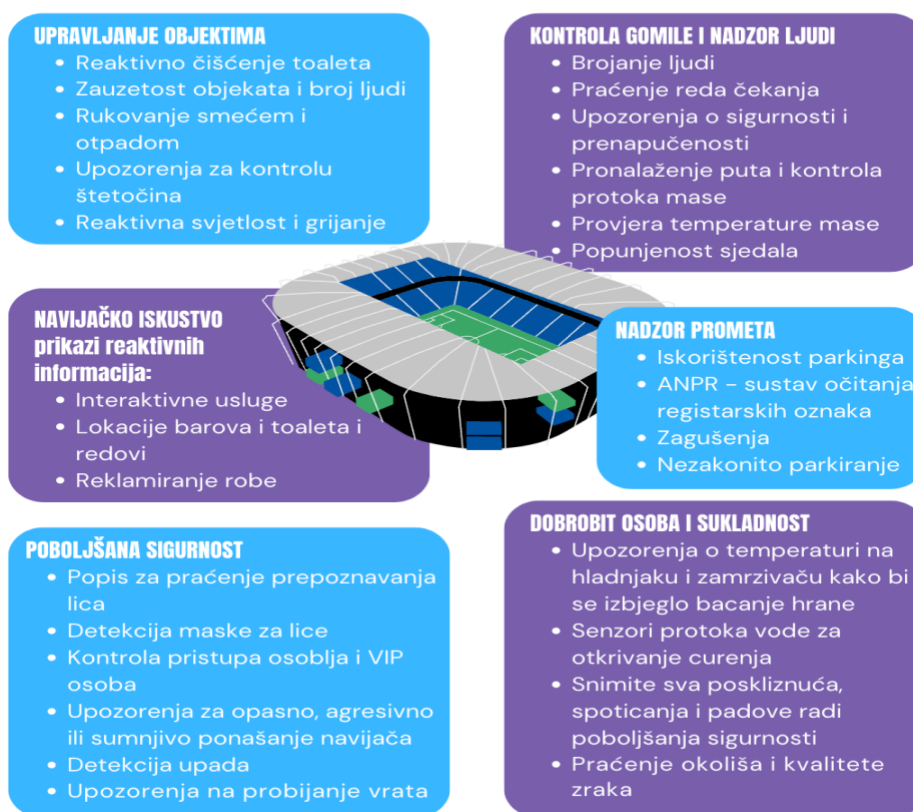 UPRAVLJANJE OBJEKTIMA
• Reaktivno čišćenje toaleta
• Zauzetost objekata i broj ljudi
• Rukovanje smećem i
otpadom
• Upozorenja za kontrolu
štetočina
• Reaktivna svjetlost i grijanje
KONTROLA GOMILE I NADZOR LJUDI
• Brojanje ljudi
• Praćenje reda čekanja
• Upozorenja o sigurnosti i
prenapučenosti
• Pronalaženje puta i kontrola
protoka mase
• Provjera temperature mase
• Popunjenost sjedala
NAVIJAČKO ISKUSTVO
prikazi reaktivnih
informacija:
• Interaktivne usluge
• Lokacije barova i toaleta i
redovi
• Reklamiranje robe
NADZOR PROMETA
• Iskorištenost parkinga
• ANPR - sustav očitanja
registarskih oznaka
• Zagušenja
• Nezakonito parkiranje
POBOLJŠANA SIGURNOST
• Popis za praćenje prepoznavanja
lica
• Detekcija maske za lice
• Kontrola pristupa osoblja i VIP
osoba
• Upozorenja za opasno, agresivno
ili sumnjivo ponašanje navijača
• Detekcija upada
• Upozorenja na probijanje vrata
DOBROBIT OSOBA I SUKLADNOST
• Upozorenja o temperaturi na
hladnjaku i zamrzivaču kako bi
se izbjeglo bacanje hrane
• Senzori protoka vode za
otkrivanje curenja
• Snimite sva poskliznuća,
spoticanja i padove radi
poboljšanja sigurnosti
• Praćenje okoliša i kvalitete
zraka